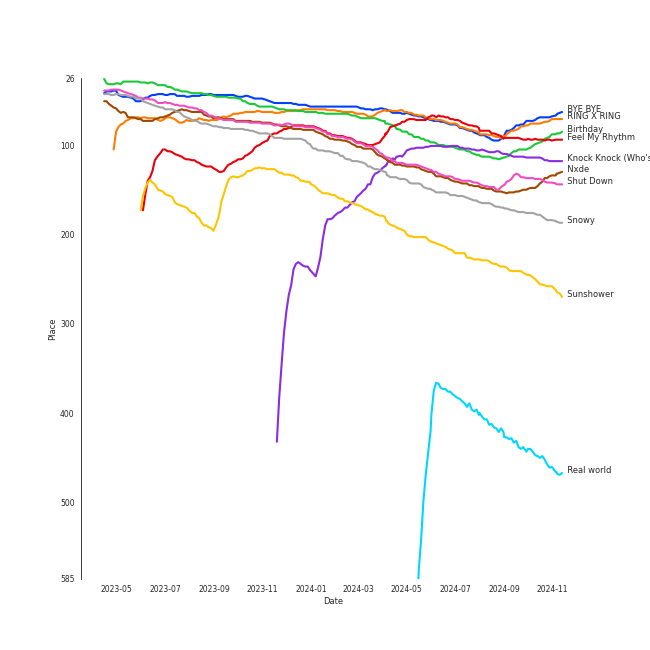 26
100
200
300
400
500
585
Place
BYE BYE
RING X RING
Birthday
Feel My Rhythm
Knock Knock (Who's
Nxde
Shut Down
Snowy
Sunshower
Real world
2023-05 2023-07 2023-09 2023-11 2024-01 2024-03 2024-05 2024-07 2024-09 2024-11
Date